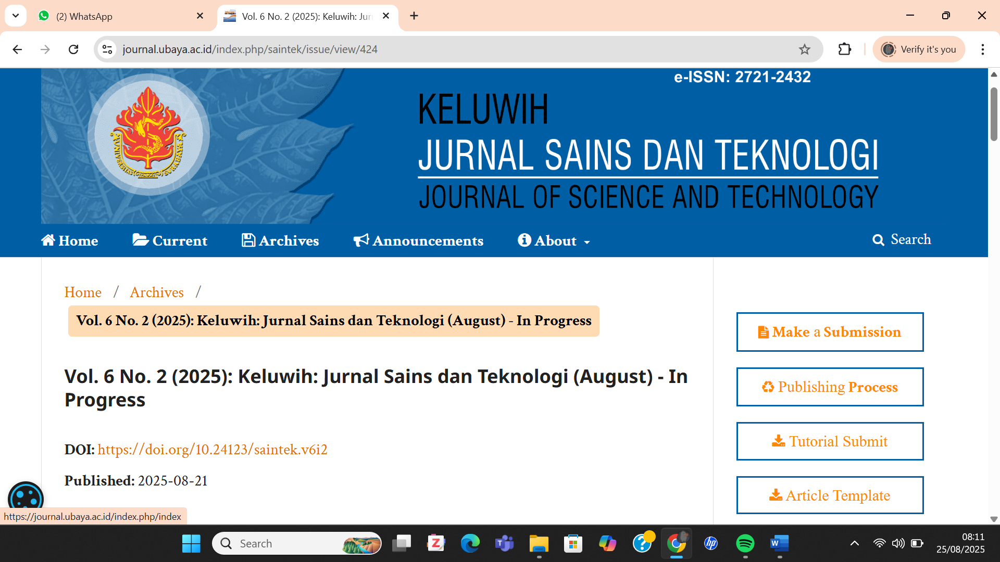 (2) WhatsApp
Vol. 6 No. 2 (2025): Keluwih: Jur
journal.ubaya.ac.id/index.php/saintek/issue/view/424
Verify it's you
e-ISSN: 2721-2432
UNIVERSITAS SURABAYA
KELUWIH
JURNAL SAINS DAN TEKNOLOGI
JOURNAL OF SCIENCE AND TECHNOLOGY
Home
Current
Archives
Announcements
About
Search
Home / Archives /
Vol. 6 No. 2 (2025): Keluwih: Jurnal Sains dan Teknologi (August) - In Progress
Vol. 6 No. 2 (2025): Keluwih: Jurnal Sains dan Teknologi (August) - In
Progress
DOI: https://doi.org/10.24123/saintek.v6i2
Published: 2025-08-21
Make a Submission
Publishing Process
Tutorial Submit
Article Template
https://journal.ubaya.ac.id/index.php/index
Search
08:11
25/08/2025